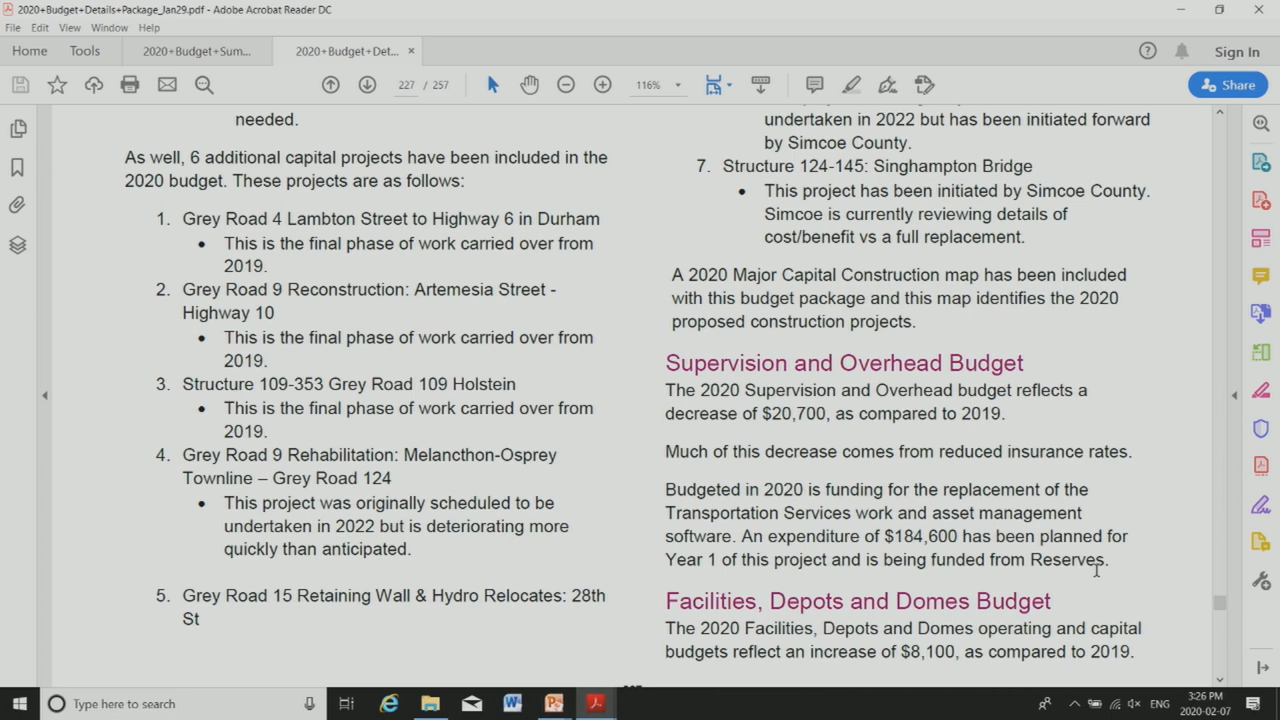 2020+Budget+Details+Package_Jan29.pdf - Adobe Acrobat Reader DC
File Edit View Window Help
Home Tools 2020+Budget+Sum... 2020+Budget+Det... ×
Sign In
227 / 257
116%
Share
needed.
As well, 6 additional capital projects have been included in the
2020 budget. These projects are as follows:
1. Grey Road 4 Lambton Street to Highway 6 in Durham
• This is the final phase of work carried over from
2019.
2. Grey Road 9 Reconstruction: Artemesia Street -
Highway 10
• This is the final phase of work carried over from
2019.
3. Structure 109-353 Grey Road 109 Holstein
• This is the final phase of work carried over from
2019.
4. Grey Road 9 Rehabilitation: Melancthon-Osprey
Townline – Grey Road 124
• This project was originally scheduled to be
undertaken in 2022 but is deteriorating more
quickly than anticipated.
5. Grey Road 15 Retaining Wall & Hydro Relocates: 28th
St
undertaken in 2022 but has been initiated forward
by Simcoe County.
7. Structure 124-145: Singhampton Bridge
• This project has been initiated by Simcoe County.
Simcoe is currently reviewing details of
cost/benefit vs a full replacement.
A 2020 Major Capital Construction map has been included
with this budget package and this map identifies the 2020
proposed construction projects.
Supervision and Overhead Budget
The 2020 Supervision and Overhead budget reflects a
decrease of $20,700, as compared to 2019.
Much of this decrease comes from reduced insurance rates.
Budgeted in 2020 is funding for the replacement of the
Transportation Services work and asset management
software. An expenditure of $184,600 has been planned for
Year 1 of this project and is being funded from Reserves.
Facilities, Depots and Domes Budget
The 2020 Facilities, Depots and Domes operating and capital
budgets reflect an increase of $8,100, as compared to 2019.
Type here to search
ENG
3:26 PM
2020-02-07